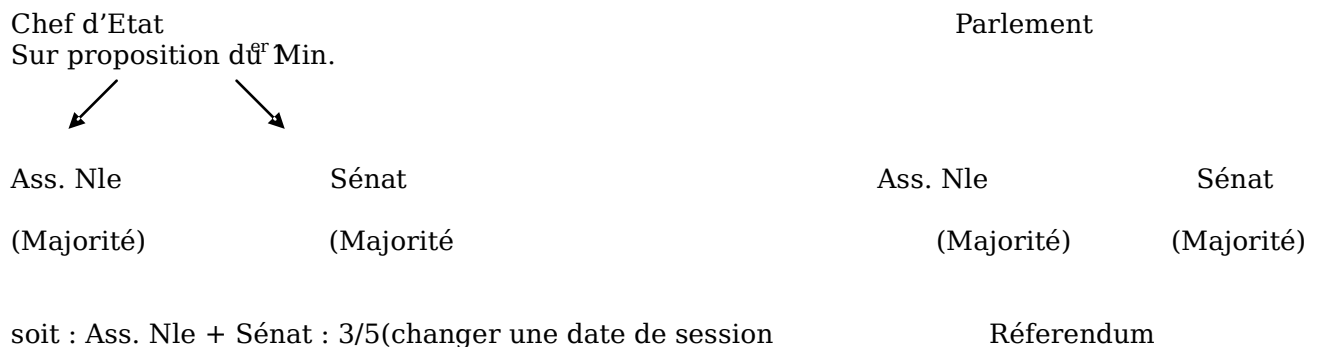 Chef d’Etat Parlement
Sur proposition du 1er Min.
Ass. Nle Sénat Ass. Nle Sénat
(Majorité) (Majorité (Majorité) (Majorité)
soit : Ass. Nle + Sénat : 3/5(changer une date de session Réferendum